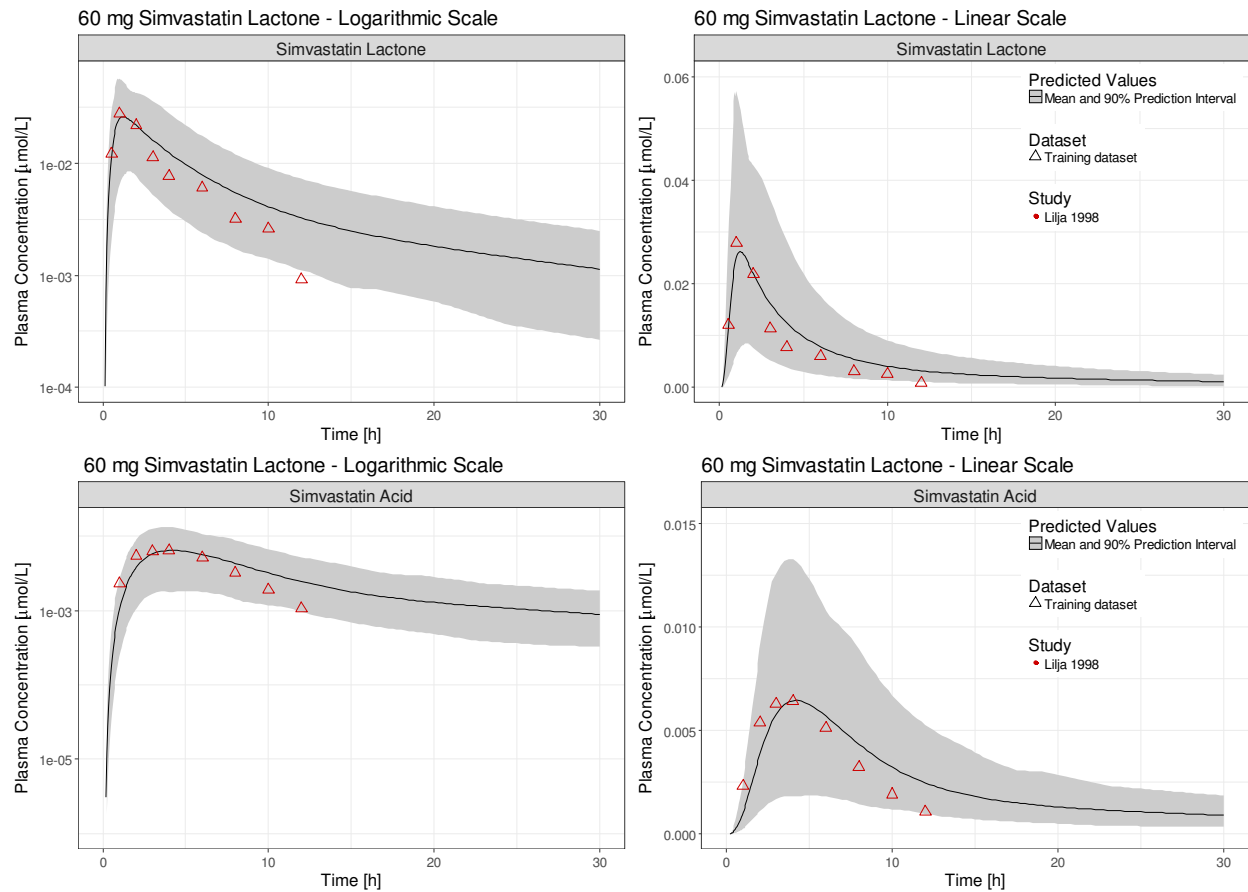 60 mg Simvastatin Lactone - Logarithmic Scale
Simvastatin Lactone
Plasma Concentration [μmol/L]
1e-02
1e-03
1e-04
0
10
20
30
Time [h]
60 mg Simvastatin Lactone - Linear Scale
Simvastatin Lactone
Plasma Concentration [μmol/L]
0.06
0.04
0.02
0.00
Predicted Values
Mean and 90% Prediction Interval
Dataset
Training dataset
Study
Lilja 1998
0
10
20
30
Time [h]
60 mg Simvastatin Lactone - Logarithmic Scale
Simvastatin Acid
Plasma Concentration [μmol/L]
1e-03
1e-05
0
10
20
30
Time [h]
60 mg Simvastatin Lactone - Linear Scale
Simvastatin Acid
Plasma Concentration [μmol/L]
0.015
0.010
0.005
0.000
Predicted Values
Mean and 90% Prediction Interval
Dataset
Training dataset
Study
Lilja 1998
0
10
20
30
Time [h]